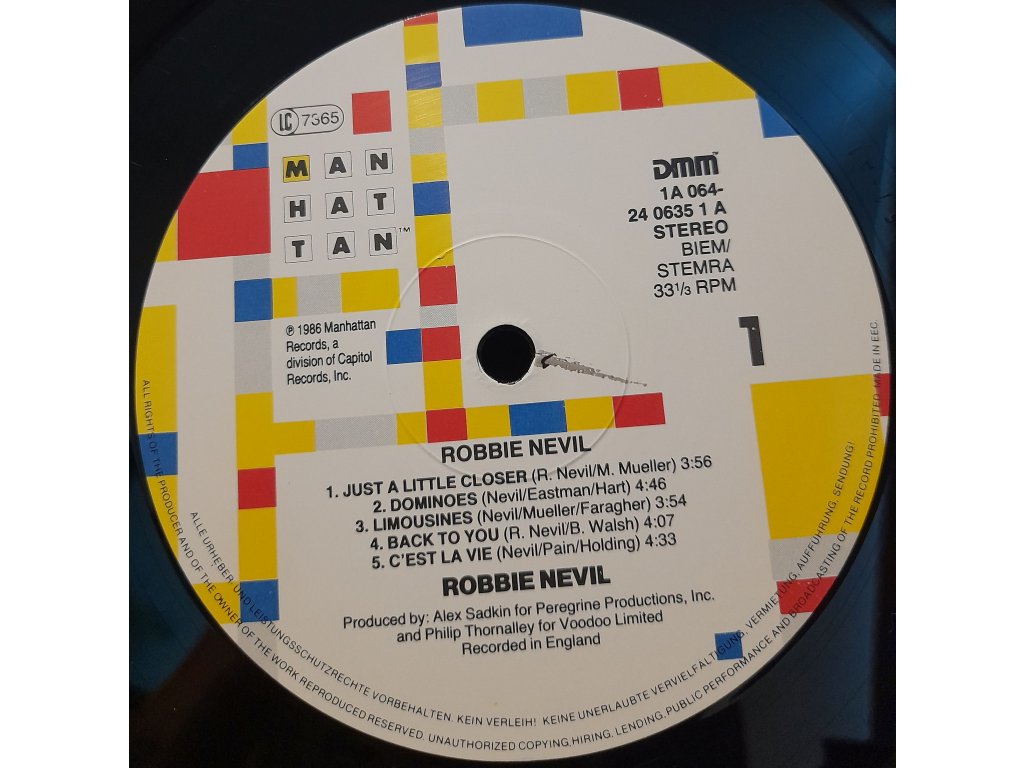 LC 7365
MAN
HAT
TAN™
DMM™
1A 064-
24 0635 1 A
STEREO
BIEM/
STEMRA
33⅓ RPM
℗ 1986 Manhattan
Records, a
division of Capitol
Records, Inc.
1
ROBBIE NEVIL
1. JUST A LITTLE CLOSER (R. Nevil/M. Mueller) 3:56
2. DOMINOES (Nevil/Eastman/Hart) 4:46
3. LIMOUSINES (Nevil/Mueller/Faragher) 3:54
4. BACK TO YOU (R. Nevil/B. Walsh) 4:07
5. C'EST LA VIE (Nevil/Pain/Holding) 4:33
ROBBIE NEVIL
Produced by: Alex Sadkin for Peregrine Productions, Inc.
and Philip Thornalley for Voodoo Limited
Recorded in England
ALLE URHEBER- UND LEISTUNGSSCHUTZRECHTE VORBEHALTEN. KEIN VERLEIH! KEINE UNERLAUBTE VERVIELFÄLTIGUNG, VERMIETUNG, AUFFÜHRUNG, SENDUNG!
ALL RIGHTS OF THE PRODUCER AND OF THE OWNER OF THE WORK REPRODUCED RESERVED. UNAUTHORIZED COPYING, HIRING, LENDING, PUBLIC PERFORMANCE AND BROADCASTING OF THE RECORD PROHIBITED. MADE IN EEC.